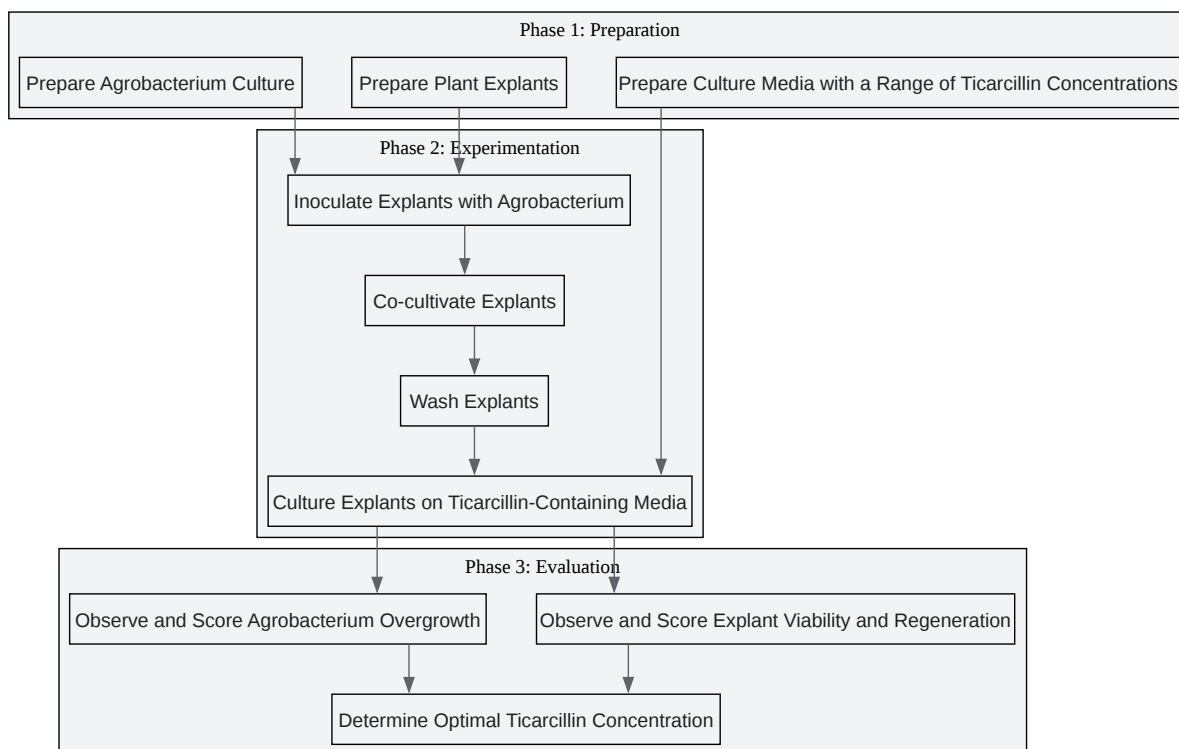 Phase 1: Preparation
Prepare Agrobacterium Culture
Prepare Plant Explants
Prepare Culture Media with a Range of Ticarcillin Concentrations
Phase 2: Experimentation
Inoculate Explants with Agrobacterium
Co-cultivate Explants
Wash Explants
Culture Explants on Ticarcillin-Containing Media
Phase 3: Evaluation
Observe and Score Agrobacterium Overgrowth
Observe and Score Explant Viability and Regeneration
Determine Optimal Ticarcillin Concentration